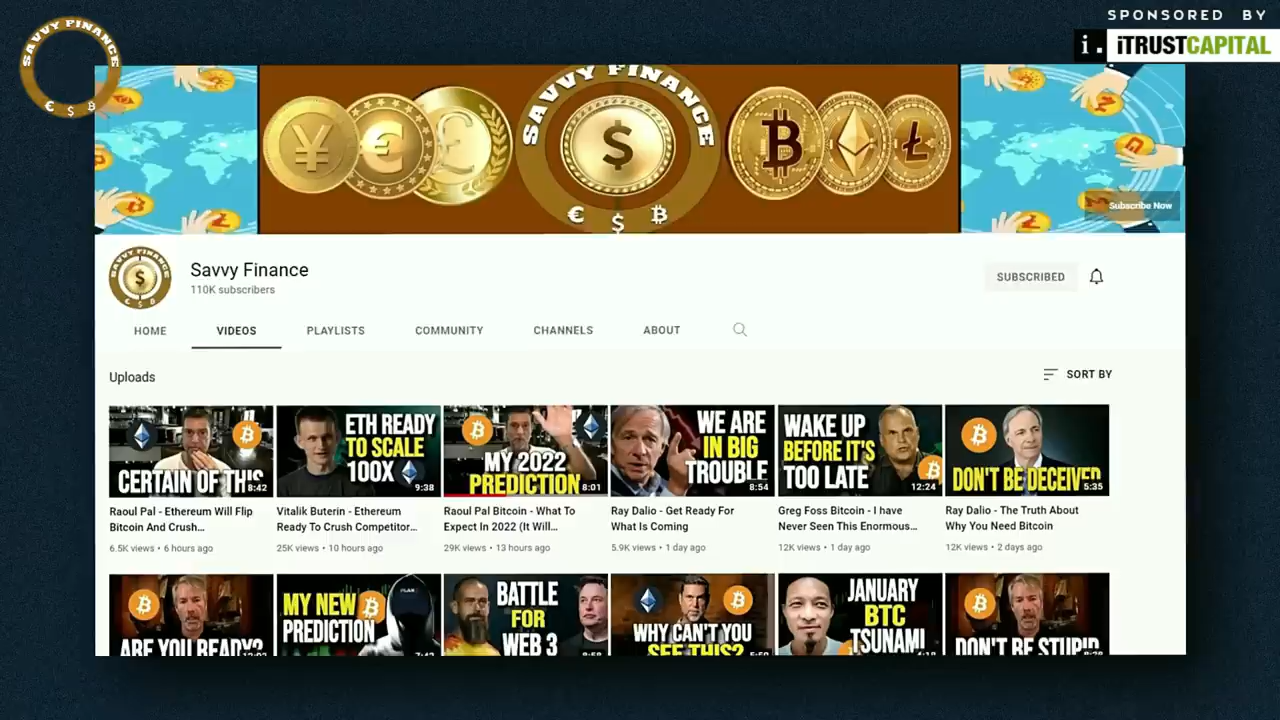 SPONSORED BY
i. iTRUSTCAPITAL
SAVVY FINANCE
€ $ ₿
SAVVY FINANCE
¥ € £ $ ₿ Ł
€ $ ₿
Subscribe Now
SAVVY FINANCE
$
€ $ ₿
Savvy Finance
110K subscribers
SUBSCRIBED
HOME VIDEOS PLAYLISTS COMMUNITY CHANNELS ABOUT
Uploads
SORT BY
CERTAIN OF THIS
8:42
ETH READY
TO SCALE
100X
9:38
MY 2022
PREDICTION
8:01
WE ARE
IN BIG
TROUBLE
8:54
WAKE UP
BEFORE IT'S
TOO LATE
12:24
DON'T BE DECEIVED
5:35
Raoul Pal - Ethereum Will Flip
Bitcoin And Crush...
6.5K views • 6 hours ago
Vitalik Buterin - Ethereum
Ready To Crush Competitor...
25K views • 10 hours ago
Raoul Pal Bitcoin - What To
Expect In 2022 (It Will...
29K views • 13 hours ago
Ray Dalio - Get Ready For
What Is Coming
5.9K views • 1 day ago
Greg Foss Bitcoin - I have
Never Seen This Enormous...
12K views • 1 day ago
Ray Dalio - The Truth About
Why You Need Bitcoin
12K views • 2 days ago
ARE YOU READY?
MY NEW
PREDICTION
BATTLE
FOR
WEB 3
WHY CAN'T YOU
SEE THIS?
JANUARY
BTC
TSUNAMI
DON'T BE STUPID